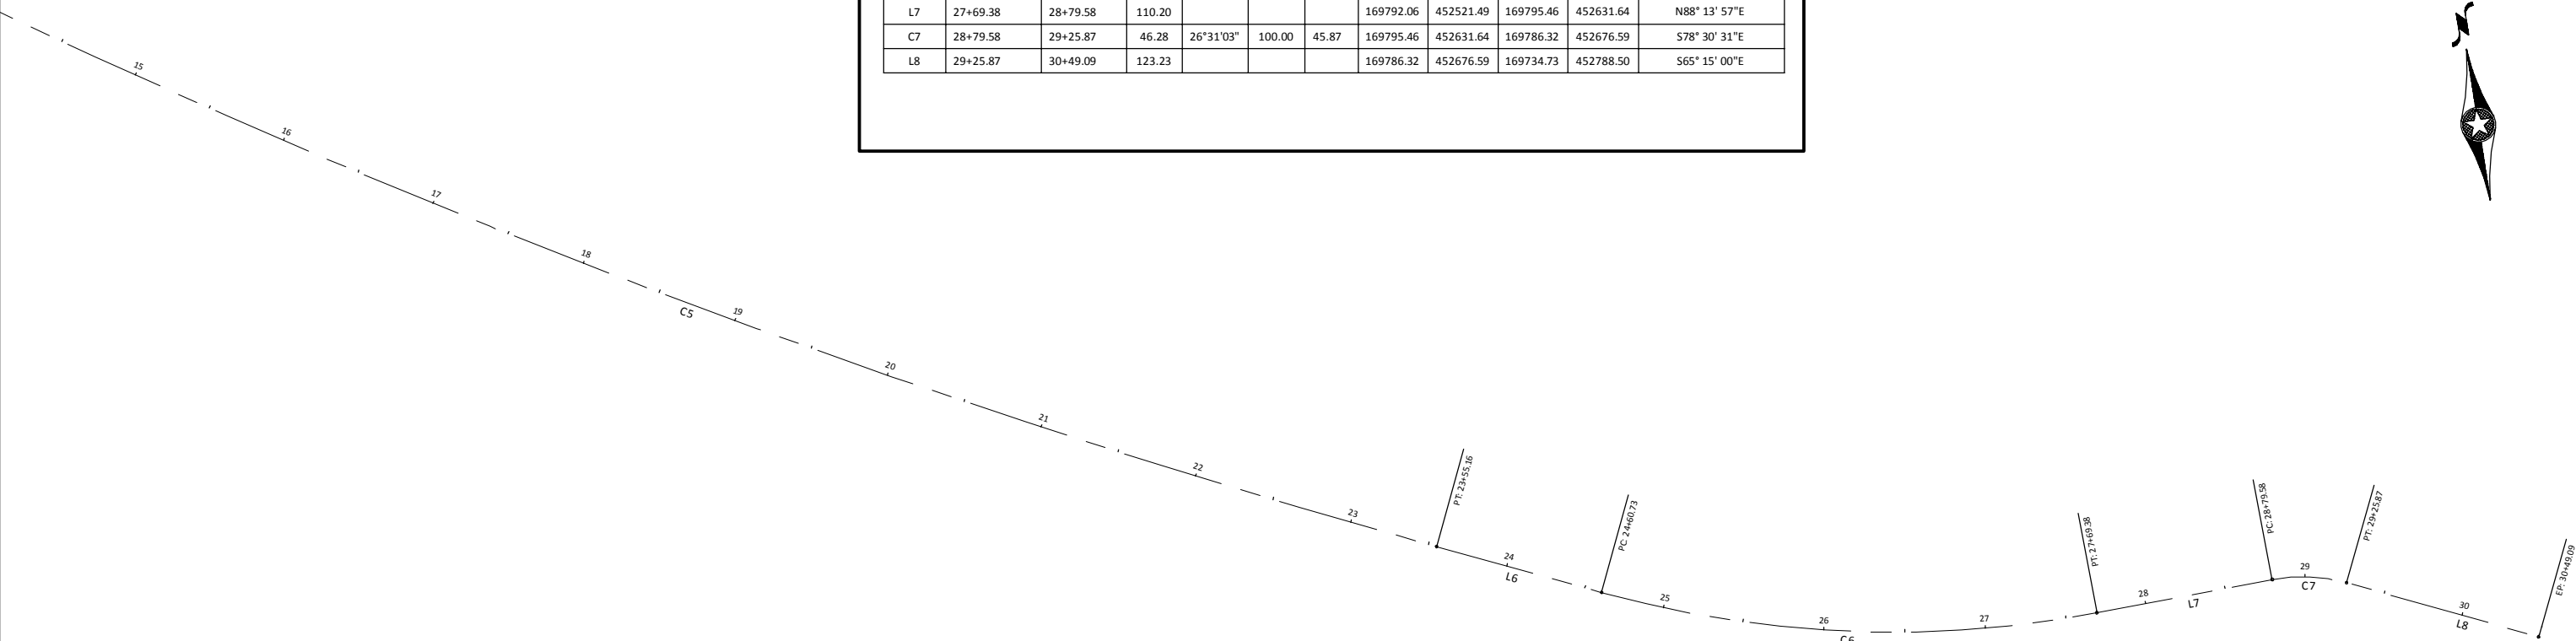 L7 27+69.38 28+79.58 110.20 169792.06 452521.49 169795.46 452631.64 N88° 13' 57"E
C7 28+79.58 29+25.87 46.28 26°31'03" 100.00 45.87 169795.46 452631.64 169786.32 452676.59 S78° 30' 31"E
L8 29+25.87 30+49.09 123.23 169786.32 452676.59 169734.73 452788.50 S65° 15' 00"E
N
15
16
17
18
C5
19
20
21
22
23
PT: 23+55.16
24
L6
PC: 24+60.73
25
26
C6
27
PT: 27+69.38
28
L7
PC: 28+79.58
29
C7
PT: 29+25.87
30
L8
EP: 30+49.09